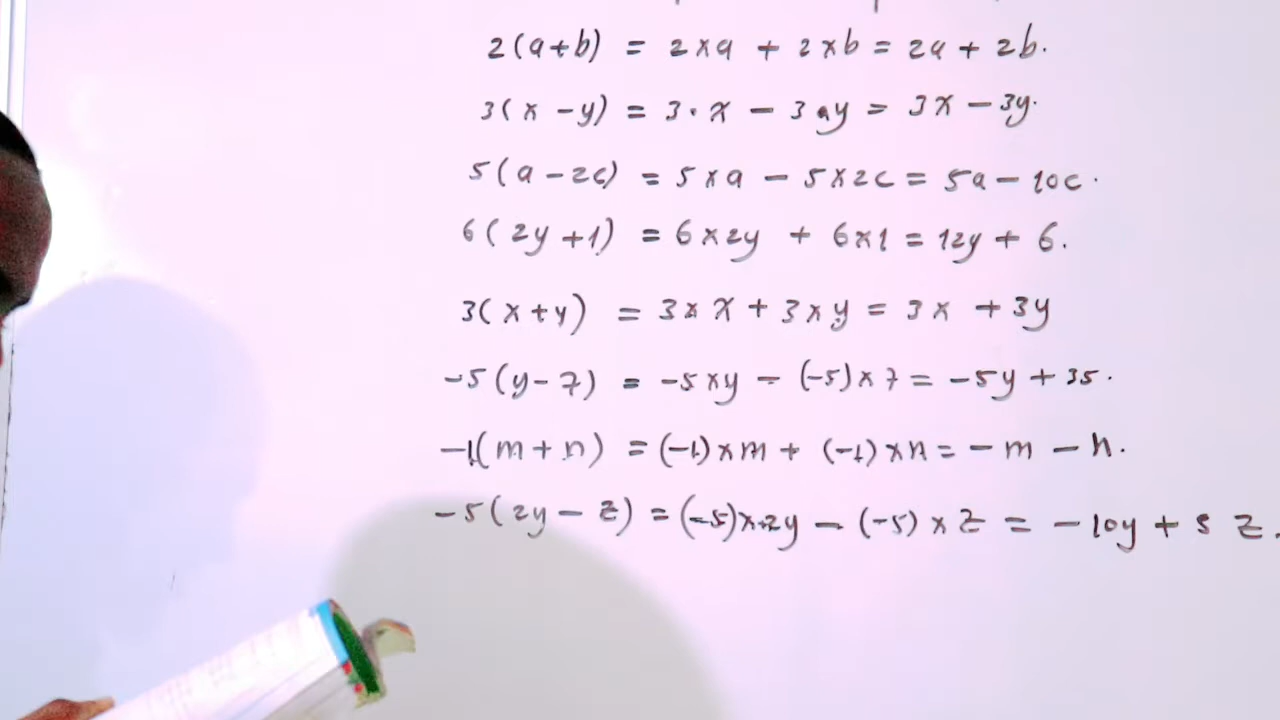 2(a+b) = 2×a + 2×b = 2a + 2b.
3(x-y) = 3·x - 3·y = 3x - 3y.
5(a-2c) = 5×a - 5×2c = 5a - 10c.
6(2y+1) = 6×2y + 6×1 = 12y + 6.
3(x+y) = 3×x + 3×y = 3x + 3y
-5(y-7) = -5×y - (-5)×7 = -5y + 35.
-1(m+n) = (-1)×m + (-1)×n = -m - n.
-5(2y-z) = (-5)×2y - (-5)×z = -10y + 5z.